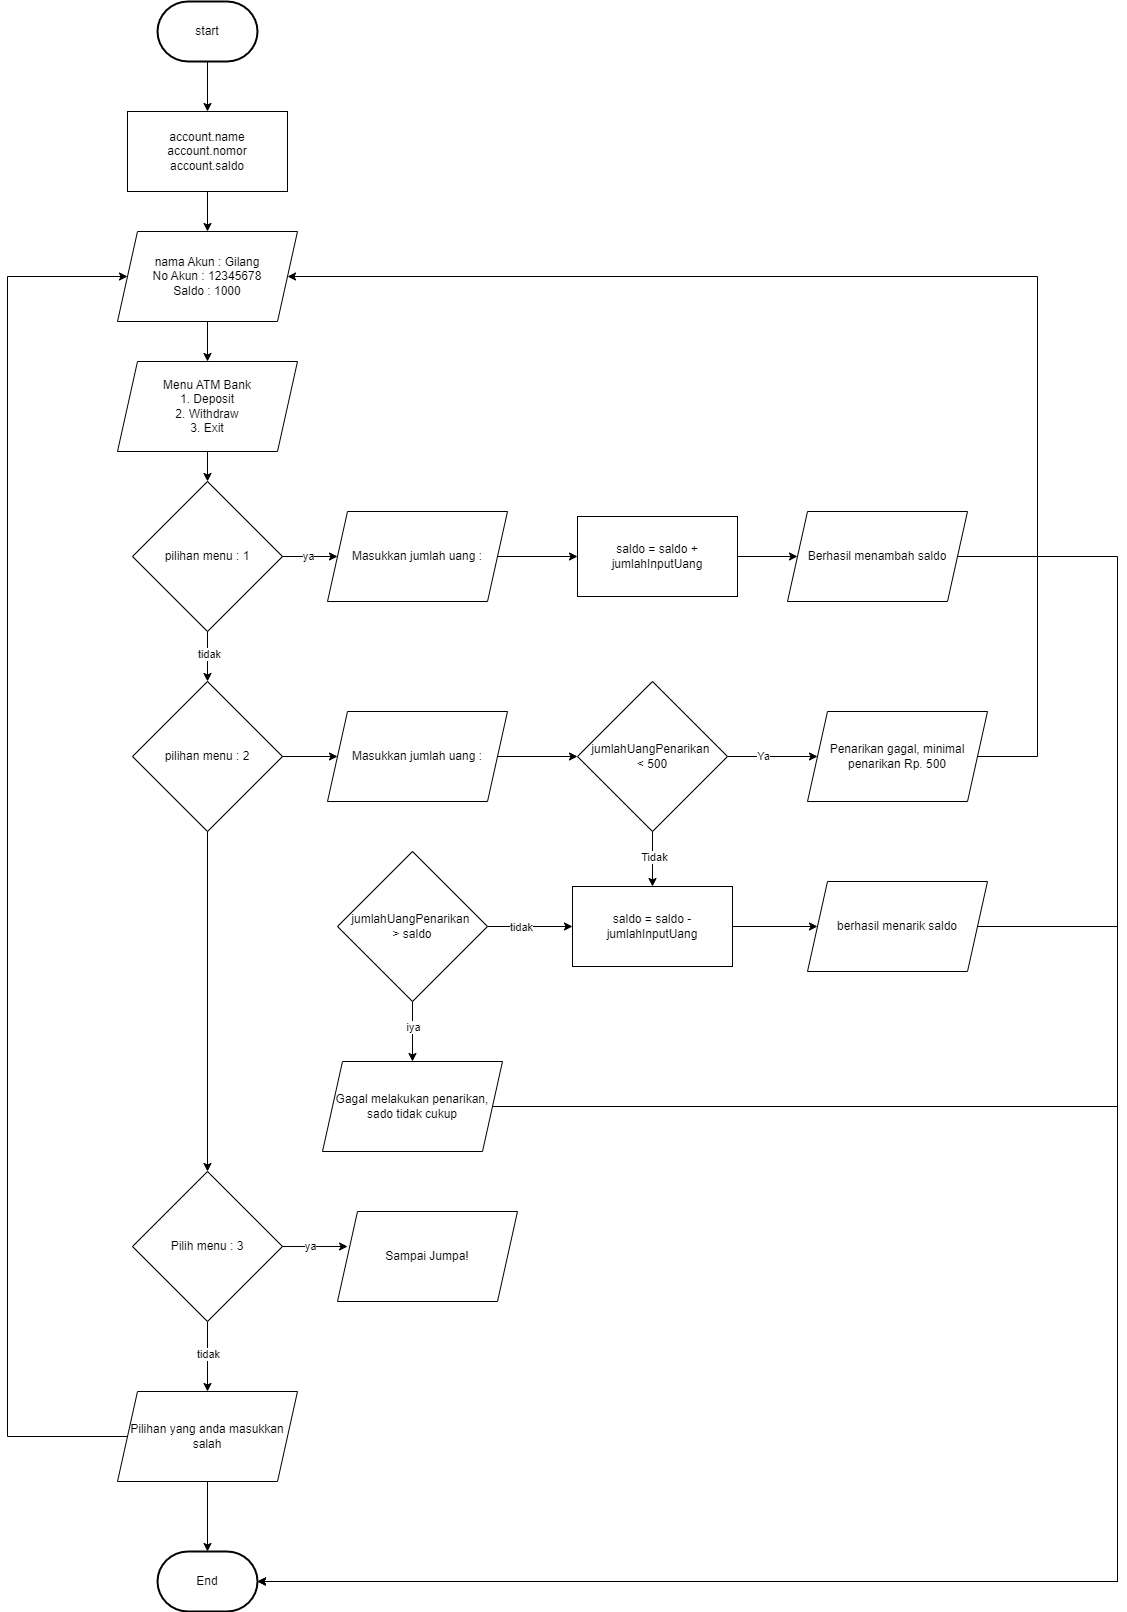 start
account.name
account.nomor
account.saldo
nama Akun : Gilang
No Akun : 12345678
Saldo : 1000
Menu ATM Bank
1. Deposit
2. Withdraw
3. Exit
pilihan menu : 1
ya
Masukkan jumlah uang :
saldo = saldo +
jumlahInputUang
Berhasil menambah saldo
tidak
pilihan menu : 2
Masukkan jumlah uang :
jumlahUangPenarikan
< 500
Ya
Penarikan gagal, minimal
penarikan Rp. 500
Tidak
jumlahUangPenarikan
> saldo
tidak
saldo = saldo -
jumlahInputUang
berhasil menarik saldo
iya
Gagal melakukan penarikan,
sado tidak cukup
Pilih menu : 3
ya
Sampai Jumpa!
tidak
Pilihan yang anda masukkan
salah
End